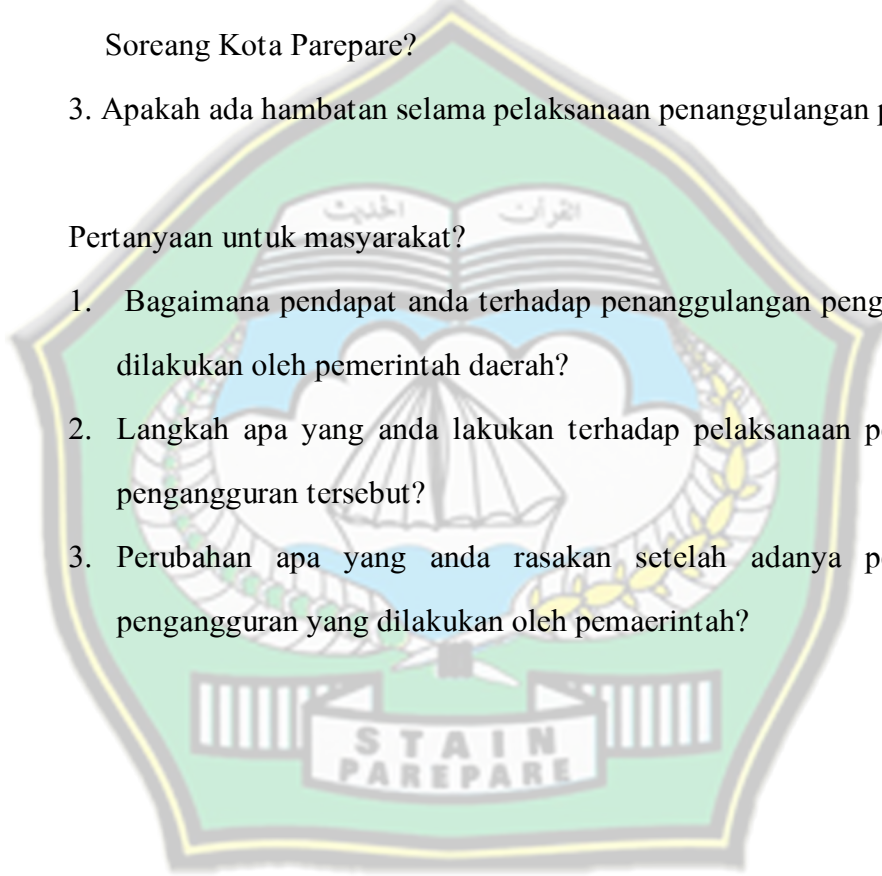 Soreang Kota Parepare?
3. Apakah ada hambatan selama pelaksanaan penanggulangan
Pertanyaan untuk masyarakat?
الحديث القرآن
1. Bagaimana pendapat anda terhadap penanggulangan
dilakukan oleh pemerintah daerah?
2. Langkah apa yang anda lakukan terhadap pelaksanaan
pengangguran tersebut?
3. Perubahan apa yang anda rasakan setelah adanya
pengangguran yang dilakukan oleh pemaerintah?
STAIN
PAREPARE